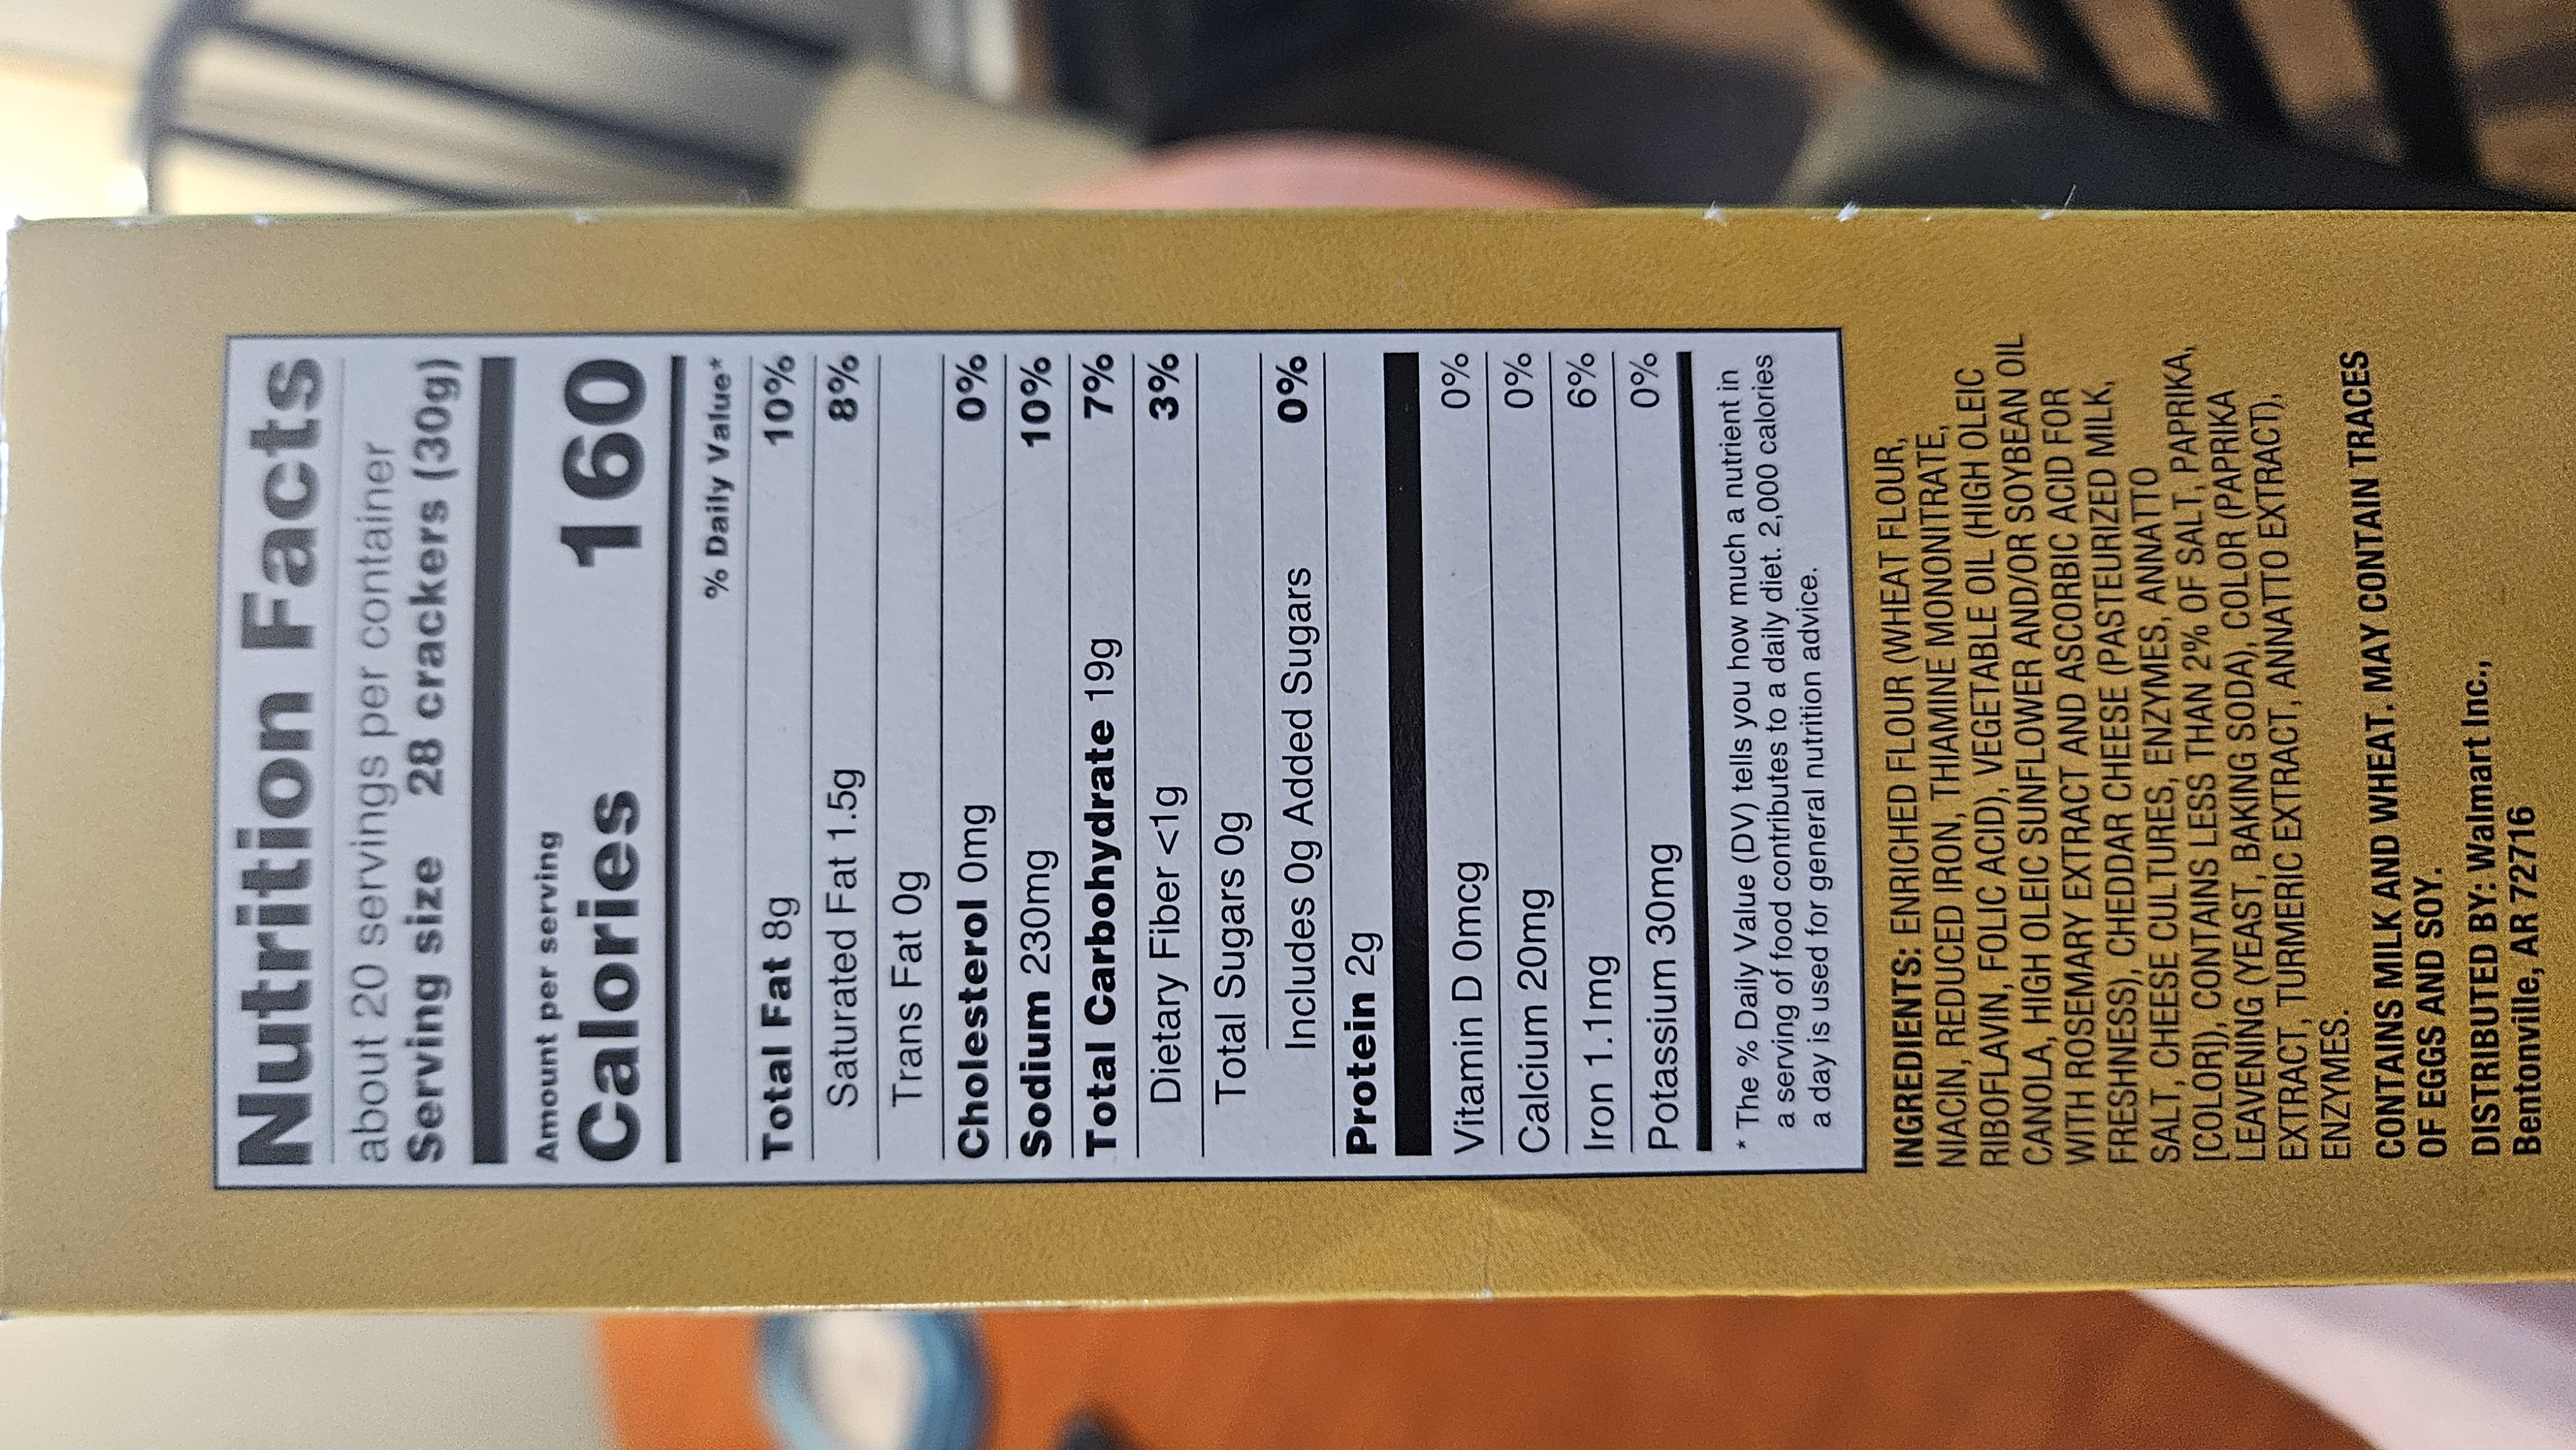 Nutrition Facts
about 20 servings per container
Serving size 28 crackers (30g)
Amount per serving
Calories 160
% Daily Value*
Total Fat 8g 10%
Saturated Fat 1.5g 8%
Trans Fat 0g
Cholesterol 0mg 0%
Sodium 230mg 10%
Total Carbohydrate 19g 7%
Dietary Fiber <1g 3%
Total Sugars 0g
Includes 0g Added Sugars 0%
Protein 2g
Vitamin D 0mcg 0%
Calcium 20mg 0%
Iron 1.1mg 6%
Potassium 30mg 0%
* The % Daily Value (DV) tells you how much a nutrient in
a serving of food contributes to a daily diet. 2,000 calories
a day is used for general nutrition advice.
INGREDIENTS: ENRICHED FLOUR (WHEAT FLOUR,
NIACIN, REDUCED IRON, THIAMINE MONONITRATE,
RIBOFLAVIN, FOLIC ACID), VEGETABLE OIL (HIGH OLEIC
CANOLA, HIGH OLEIC SUNFLOWER AND/OR SOYBEAN OIL
WITH ROSEMARY EXTRACT AND ASCORBIC ACID FOR
FRESHNESS), CHEDDAR CHEESE (PASTEURIZED MILK,
SALT, CHEESE CULTURES, ENZYMES, ANNATTO
[COLOR]), CONTAINS LESS THAN 2% OF SALT, PAPRIKA,
LEAVENING (YEAST, BAKING SODA), COLOR (PAPRIKA
EXTRACT, TURMERIC EXTRACT, ANNATTO EXTRACT),
ENZYMES.
CONTAINS MILK AND WHEAT. MAY CONTAIN TRACES
OF EGGS AND SOY.
DISTRIBUTED BY: Walmart Inc.,
Bentonville, AR 72716